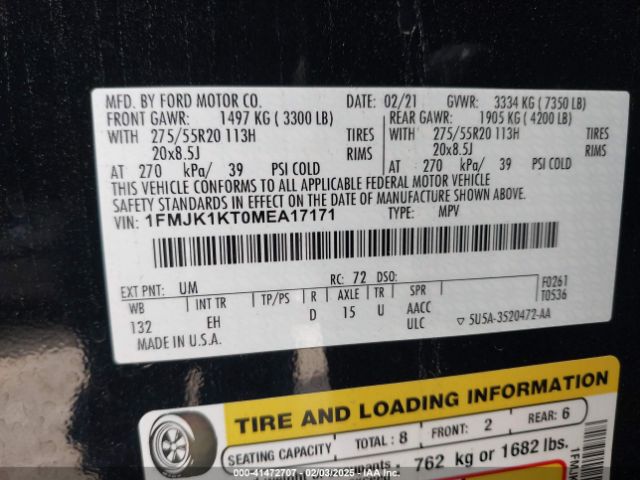 MFD. BY FORD MOTOR CO.
DATE: 02/21 GVWR: 3334 KG ( 7350 LB)
FRONT GAWR: 1497 KG ( 3300 LB) REAR GAWR: 1905 KG ( 4200 LB)
WITH 275/55R20 113H TIRES WITH 275/55R20 113H TIRES
20x8.5J RIMS 20x8.5J RIMS
AT 270 kPa/ 39 PSI COLD AT 270 kPa/ 39 PSI COLD
THIS VEHICLE CONFORMS TO ALL APPLICABLE FEDERAL MOTOR VEHICLE
SAFETY STANDARDS IN EFFECT ON THE DATE OF MANUFACTURE SHOWN ABOVE.
VIN: 1FMJK1KT0MEA17171 TYPE: MPV
EXT PNT: UM RC: 72 DSO: F0261
WB INT TR TP/PS R AXLE TR SPR T0536
132 EH D 15 U AACC
ULC
MADE IN U.S.A. ▽ 5U5A-3520472-AA
TIRE AND LOADING INFORMATION
SEATING CAPACITY TOTAL : 8 FRONT: 2 REAR: 6
762 kg or 1682 lbs.
1FMJK
000 - 41472707 - 02/03/2025 - IAA Inc.